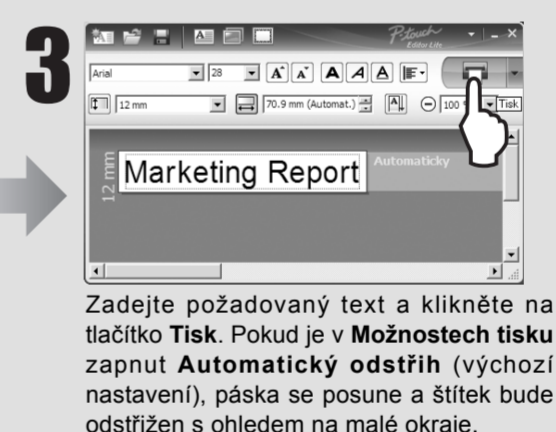 3
P-touch
Editor Lite
Arial 28 A A A A A
12 mm 70.9 mm (Automat.) A 100 Tisk
12 mm
Marketing Report
Automaticky
Zadejte požadovaný text a klikněte na
tlačítko Tisk. Pokud je v Možnostech tisku
zapnut Automatický odstřih (výchozí
nastavení), páska se posune a štítek bude
odstřižen s ohledem na malé okraje.